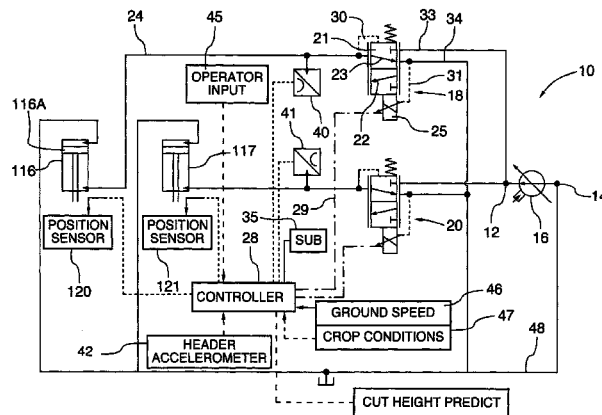 45
24
30
21
23
33
34
10
OPERATOR
INPUT
31
18
116A
41
40
22
25
116
117
29
14
12
16
35
20
POSITION
SENSOR
POSITION
SENSOR
28
SUB
120
121
CONTROLLER
46
GROUND SPEED
CROP CONDITIONS
47
42
HEADER
ACCELEROMETER
48
CUT HEIGHT PREDICT